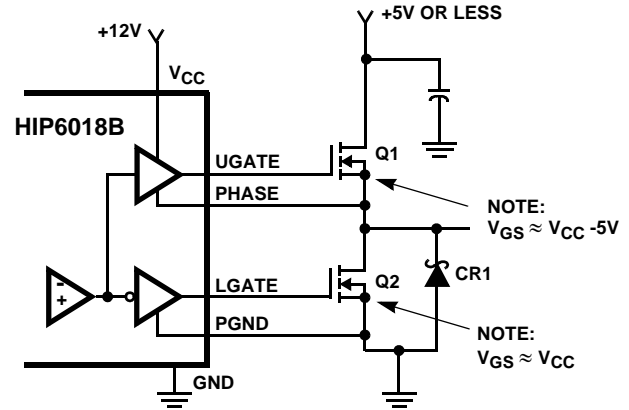 +5V OR LESS
+12V
VCC
HIP6018B
UGATE
Q1
PHASE
NOTE:
VGS ≈ VCC -5V
- +
LGATE
Q2
CR1
PGND
NOTE:
VGS ≈ VCC
GND